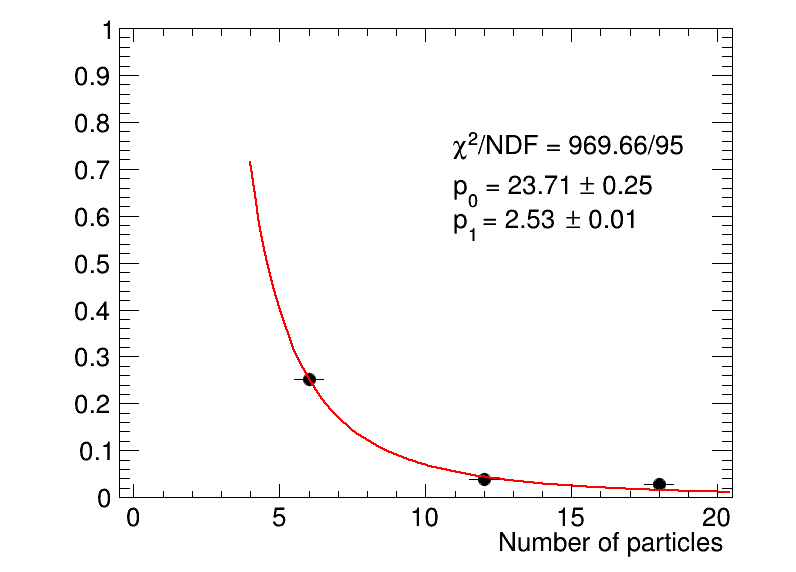 1
0.9
0.8
0.7
0.6
0.5
0.4
0.3
0.2
0.1
0
χ²/NDF = 969.66/95
p₀ = 23.71 ± 0.25
p₁ = 2.53 ± 0.01
0 5 10 15 20
Number of particles